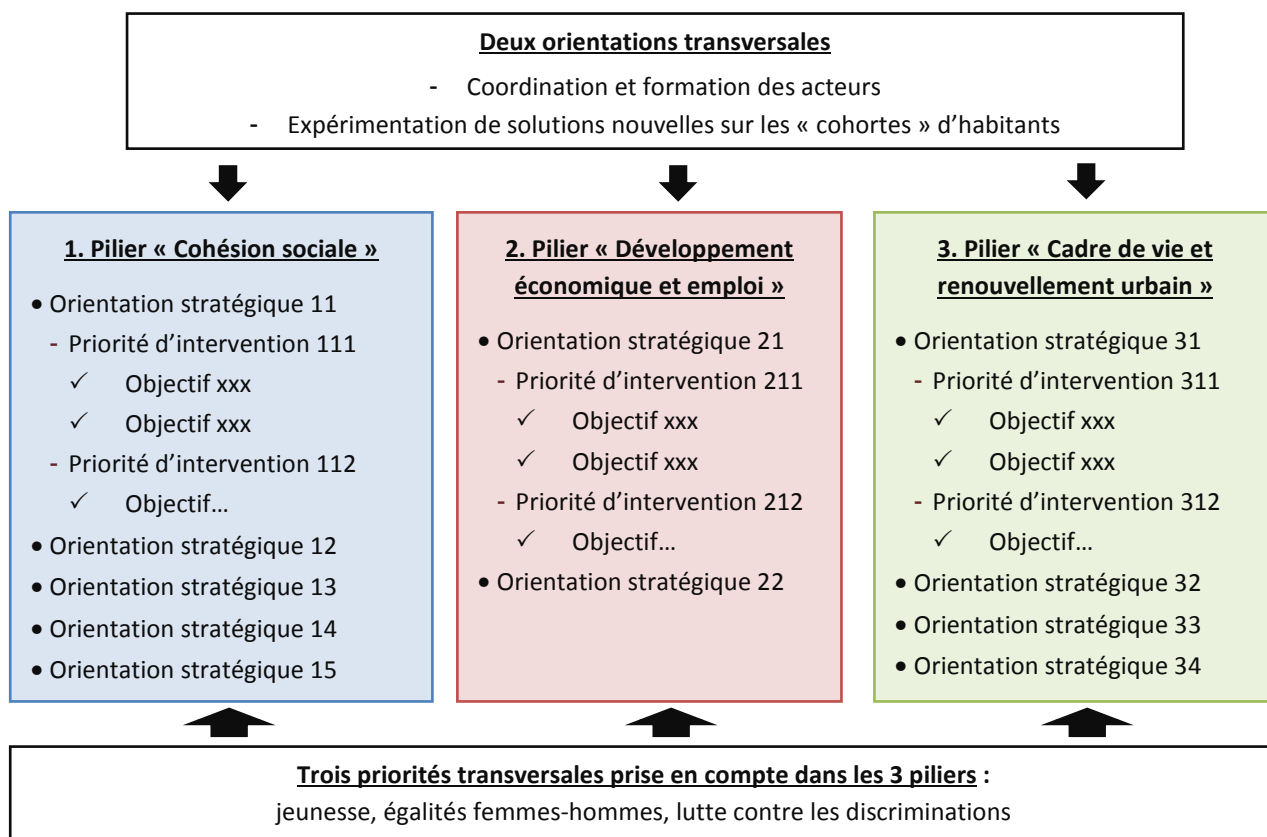 Deux orientations transversales
- Coordination et formation des acteurs
- Expérimentation de solutions nouvelles sur les « cohortes » d’habitants
1. Pilier « Cohésion sociale »
• Orientation stratégique 11
- Priorité d’intervention 111
✓ Objectif xxx
✓ Objectif xxx
- Priorité d’intervention 112
✓ Objectif…
• Orientation stratégique 12
• Orientation stratégique 13
• Orientation stratégique 14
• Orientation stratégique 15
2. Pilier « Développement
économique et emploi »
• Orientation stratégique 21
- Priorité d’intervention 211
✓ Objectif xxx
✓ Objectif xxx
- Priorité d’intervention 212
✓ Objectif…
• Orientation stratégique 22
3. Pilier « Cadre de vie et
renouvellement urbain »
• Orientation stratégique 31
- Priorité d’intervention 311
✓ Objectif xxx
✓ Objectif xxx
- Priorité d’intervention 312
✓ Objectif…
• Orientation stratégique 32
• Orientation stratégique 33
• Orientation stratégique 34
Trois priorités transversales prise en compte dans les 3 piliers :
jeunesse, égalités femmes-hommes, lutte contre les discriminations